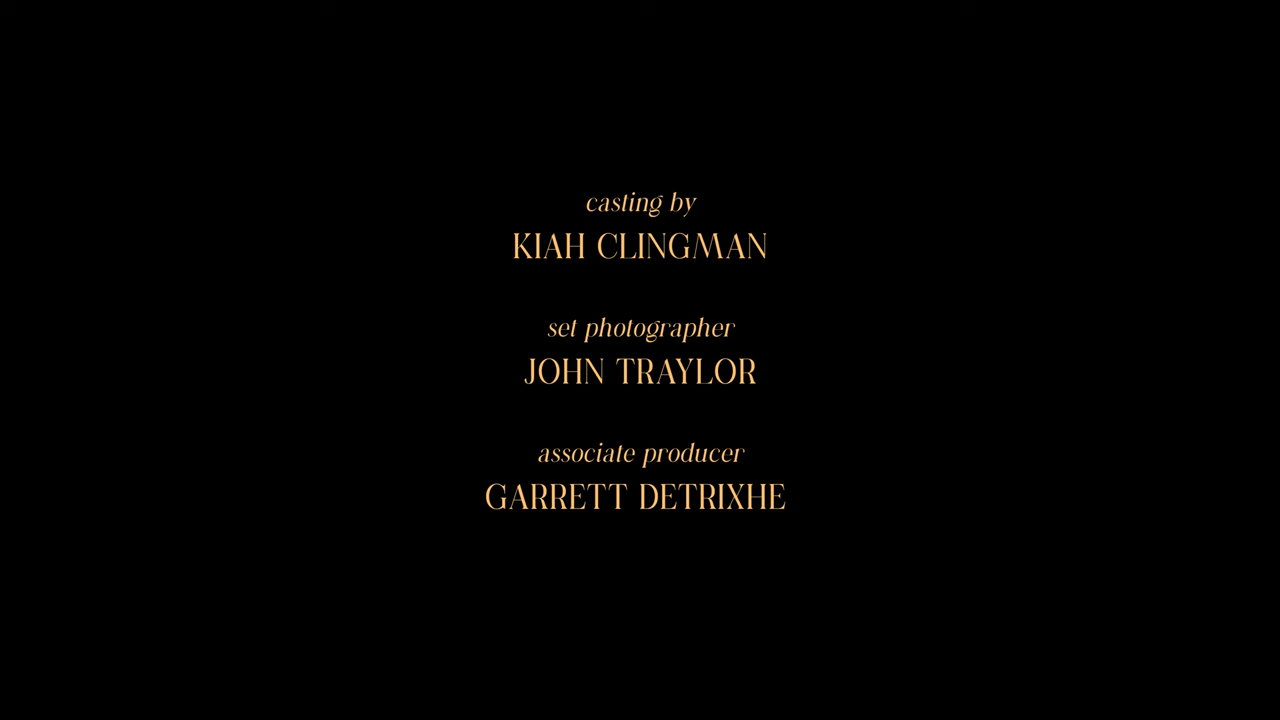 casting by
KIAH CLINGMAN
set photographer
JOHN TRAYLOR
associate producer
GARRETT DETRIXHE